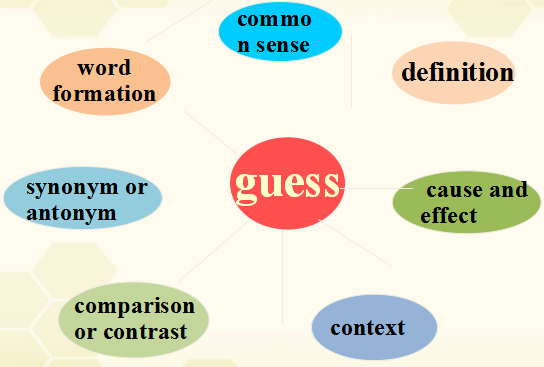 commo
n sense
word
formation
definition
guess
synonym or
antonym
cause and
effect
comparison
or contrast
context